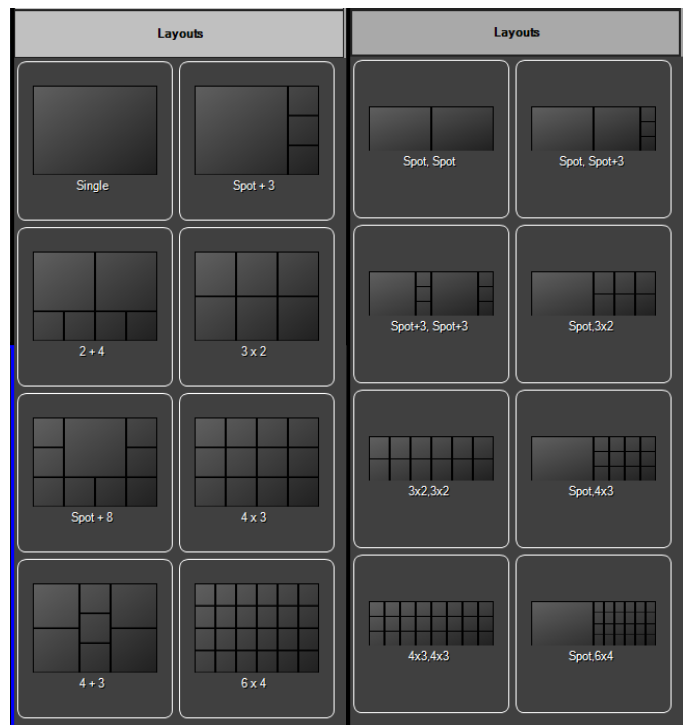 Layouts
Single
Spot + 3
2 + 4
3 x 2
Spot + 8
4 x 3
4 + 3
6 x 4
Layouts
Spot, Spot
Spot, Spot+3
Spot+3, Spot+3
Spot,3x2
3x2,3x2
Spot,4x3
4x3,4x3
Spot,6x4